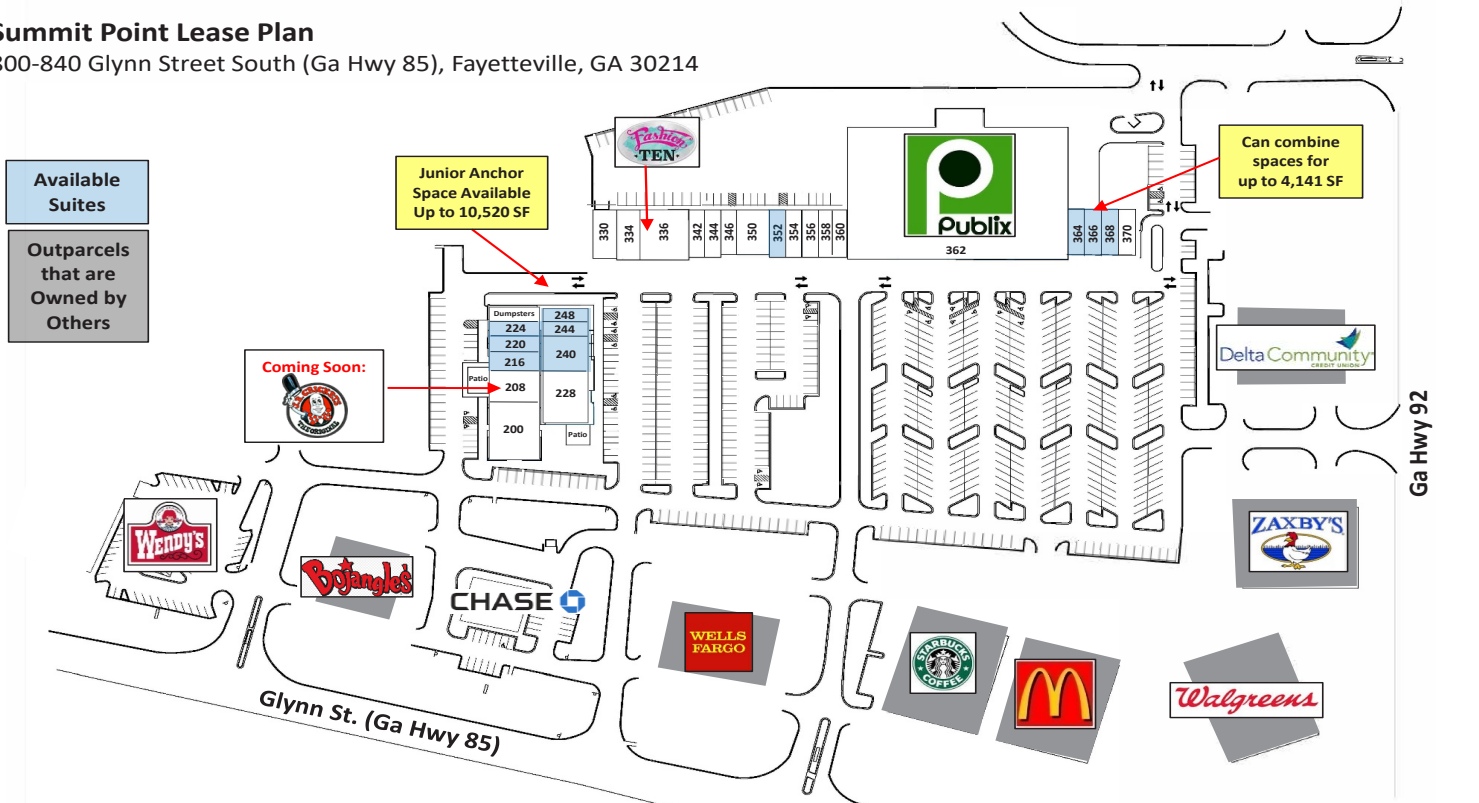 Summit Point Lease Plan
800-840 Glynn Street South (Ga Hwy 85), Fayetteville, GA 30214
Available
Suites
Outparcels
that are
Owned by
Others
Junior Anchor
Space Available
Up to 10,520 SF
Fashion
·TEN·
Can combine
spaces for
up to 4,141 SF
330
334
336
342
344
346
350
352
354
356
358
360
Publix
362
364
366
368
370
Dumpsters
248
224
244
220
240
216
Patio
208
228
200
Patio
Coming Soon:
THE ORIGINAL
Delta Community
CREDIT UNION
Ga Hwy 92
WENDY'S
Bojangles'
CHASE
WELLS
FARGO
STARBUCKS
COFFEE
ZAXBY'S
Walgreens
Glynn St. (Ga Hwy 85)